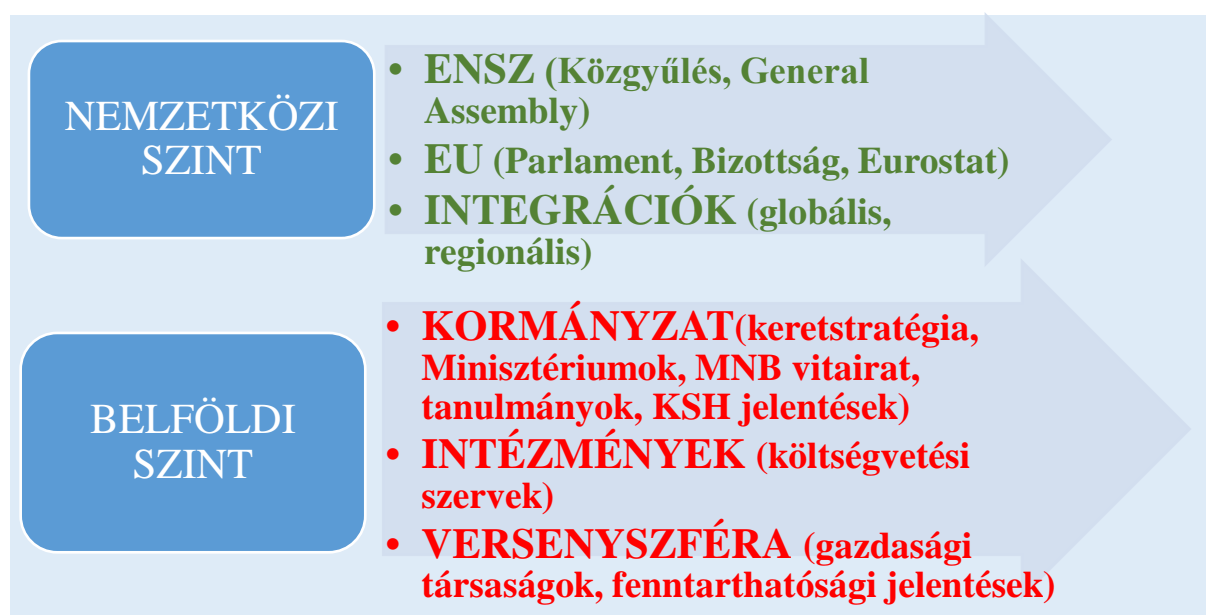 NEMZETKÖZI
SZINT
• ENSZ (Közgyűlés, General
Assembly)
• EU (Parlament, Bizottság, Eurostat)
• INTEGRÁCIÓK (globális,
regionális)
BELFÖLDI
SZINT
• KORMÁNYZAT(keretstratégia,
Minisztériumok, MNB vitairat,
tanulmányok, KSH jelentések)
• INTÉZMÉNYEK (költségvetési
szervek)
• VERSENYSZFÉRA (gazdasági
társaságok, fenntarthatósági jelentések)